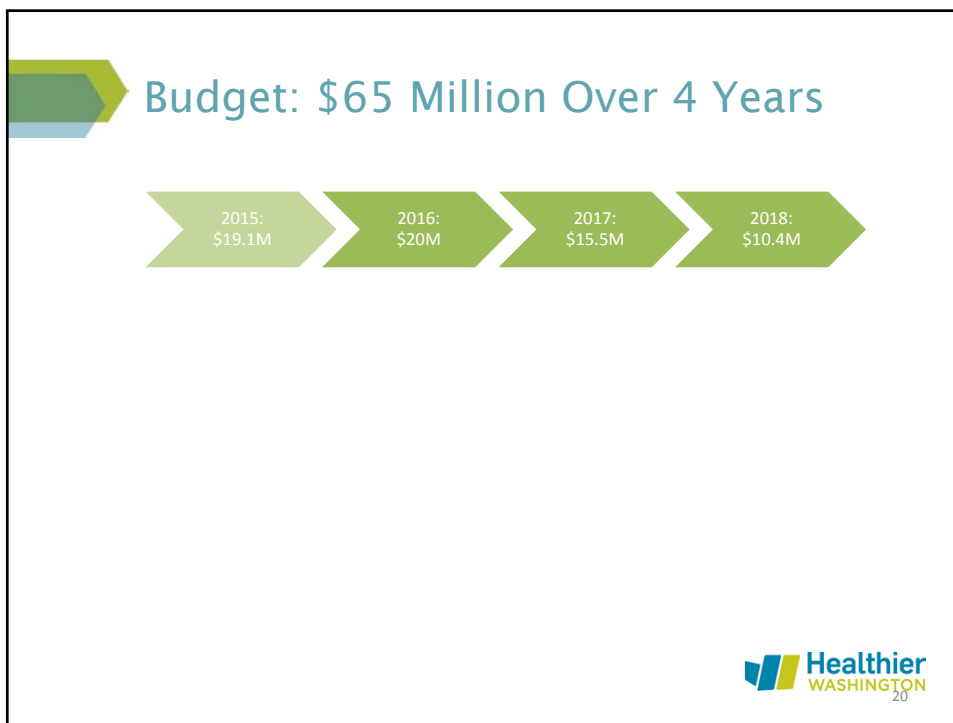 Budget: $65 Million Over 4 Years
2015:
$19.1M
2016:
$20M
2017:
$15.5M
2018:
$10.4M
Healthier
WASHINGTON
20